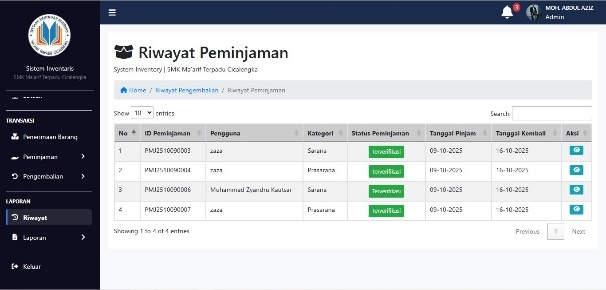 MOH. ABDUL AZIZ
Admin
Sistem Inventaris
SMK Ma'arif Terpadu Cicalengka
TRANSAKSI
Penerimaan Barang
Peminjaman
Pengembalian
LAPORAN
Riwayat
Laporan
Keluar
Riwayat Peminjaman
System Inventory | SMK Ma'arif Terpadu Cicalengka
Home / Riwayat Pengembalian / Riwayat Peminjaman
Show 10 entries
Search:
No ID Peminjaman Pengguna Kategori Status Peminjaman Tanggal Pinjam Tanggal Kembali Aksi
1 PMJ2510090003 zaza Sarana Terverifikasi 09-10-2025 16-10-2025
2 PMJ2510090004 zaza Prasarana Terverifikasi 09-10-2025 16-10-2025
3 PMJ2510090006 Muhammad Zyandru Kautsar Sarana Terverifikasi 09-10-2025 16-10-2025
4 PMJ2510090007 zaza Prasarana Terverifikasi 09-10-2025 16-10-2025
Showing 1 to 4 of 4 entries
Previous 1 Next